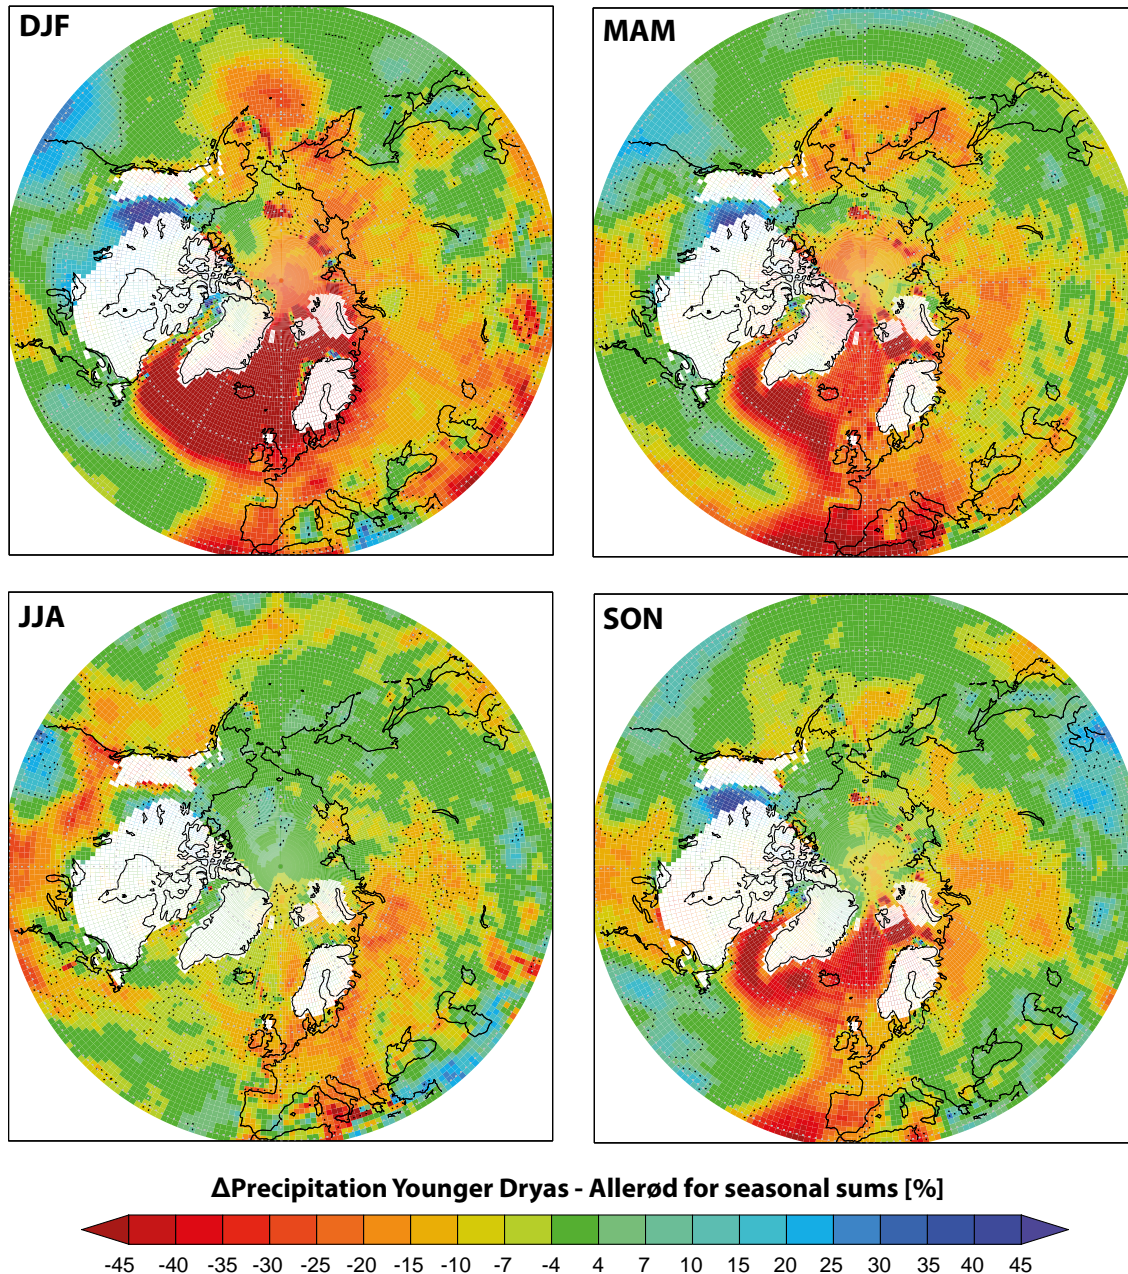 DJF
MAM
JJA
SON
ΔPrecipitation Younger Dryas - Allerød for seasonal sums [%]
-45 -40 -35 -30 -25 -20 -15 -10 -7 -4 4 7 10 15 20 25 30 35 40 45